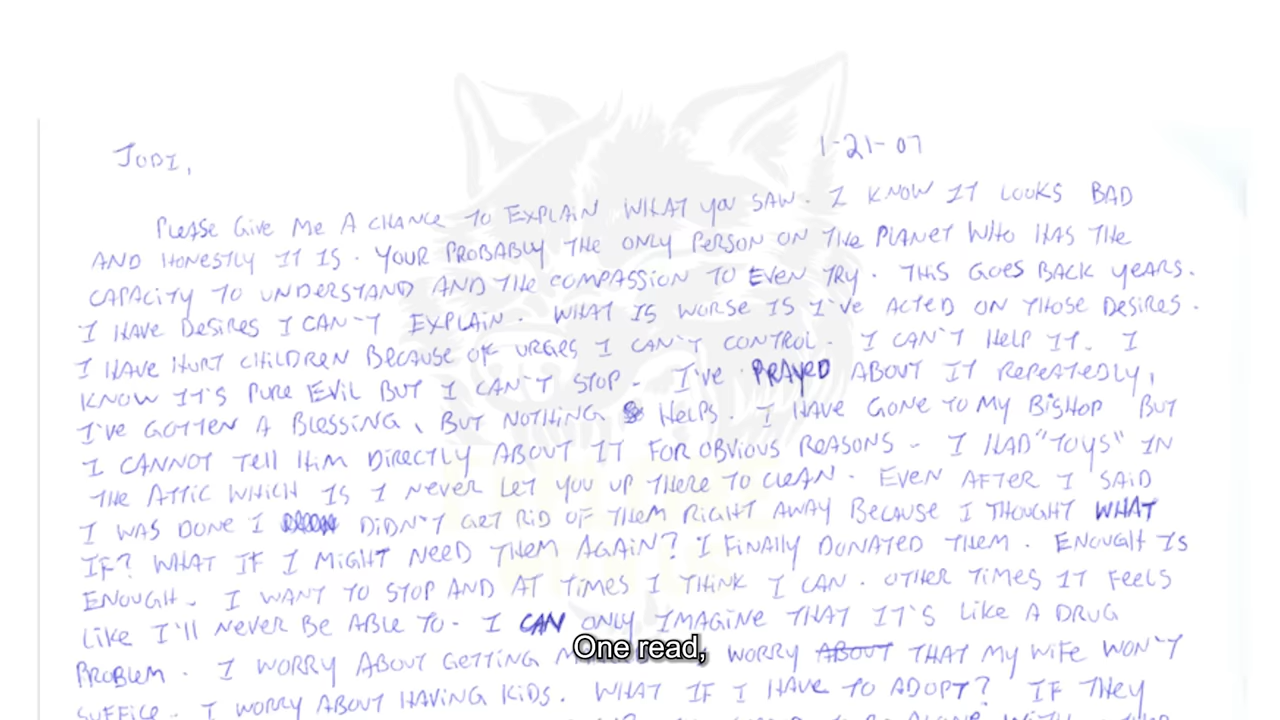 JODI,
1-21-07
PLEASE GIVE ME A CHANCE TO EXPLAIN WHAT YOU SAW. I KNOW IT LOOKS BAD
AND HONESTLY IT IS. YOUR PROBABLY THE ONLY PERSON ON THE PLANET WHO HAS THE
CAPACITY TO UNDERSTAND AND THE COMPASSION TO EVEN TRY. THIS GOES BACK YEARS.
I HAVE DESIRES I CAN'T EXPLAIN. WHAT IS WORSE IS I'VE ACTED ON THOSE DESIRES.
I HAVE HURT CHILDREN BECAUSE OF URGES I CAN'T CONTROL. I CAN'T HELP IT. I
KNOW IT'S PURE EVIL BUT I CAN'T STOP. I'VE PRAYED ABOUT IT REPEATEDLY,
I'VE GOTTEN A BLESSING, BUT NOTHING HELPS. I HAVE GONE TO MY BISHOP BUT
I CANNOT TELL HIM DIRECTLY ABOUT IT FOR OBVIOUS REASONS. I HAD "TOYS" IN
THE ATTIC WHICH IS I NEVER LET YOU UP THERE TO CLEAN. EVEN AFTER I SAID
I WAS DONE I DIDN'T GET RID OF THEM RIGHT AWAY BECAUSE I THOUGHT WHAT
IF? WHAT IF I MIGHT NEED THEM AGAIN? I FINALLY DONATED THEM. ENOUGH IS
ENOUGH. I WANT TO STOP AND AT TIMES I THINK I CAN. OTHER TIMES IT FEELS
LIKE I'LL NEVER BE ABLE TO. I CAN ONLY IMAGINE THAT IT'S LIKE A DRUG
PROBLEM. I WORRY ABOUT GETTING WORRY ABOUT THAT MY WIFE WON'T
SUFFICE. I WORRY ABOUT HAVING KIDS. WHAT IF I HAVE TO ADOPT? IF THEY
One read,